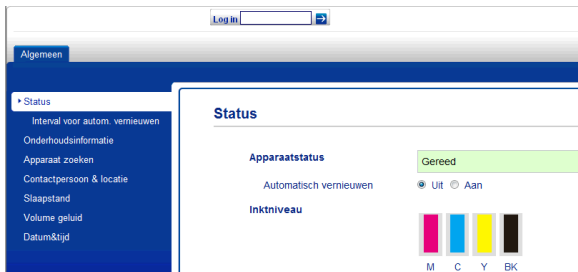 Log in
Algemeen
Status
Interval voor autom. vernieuwen
Onderhoudsinformatie
Apparaat zoeken
Contactpersoon & locatie
Slaapstand
Volume geluid
Datum&tijd
Status
Apparaatstatus Gereed
Automatisch vernieuwen Uit Aan
Inktniveau
M C Y BK